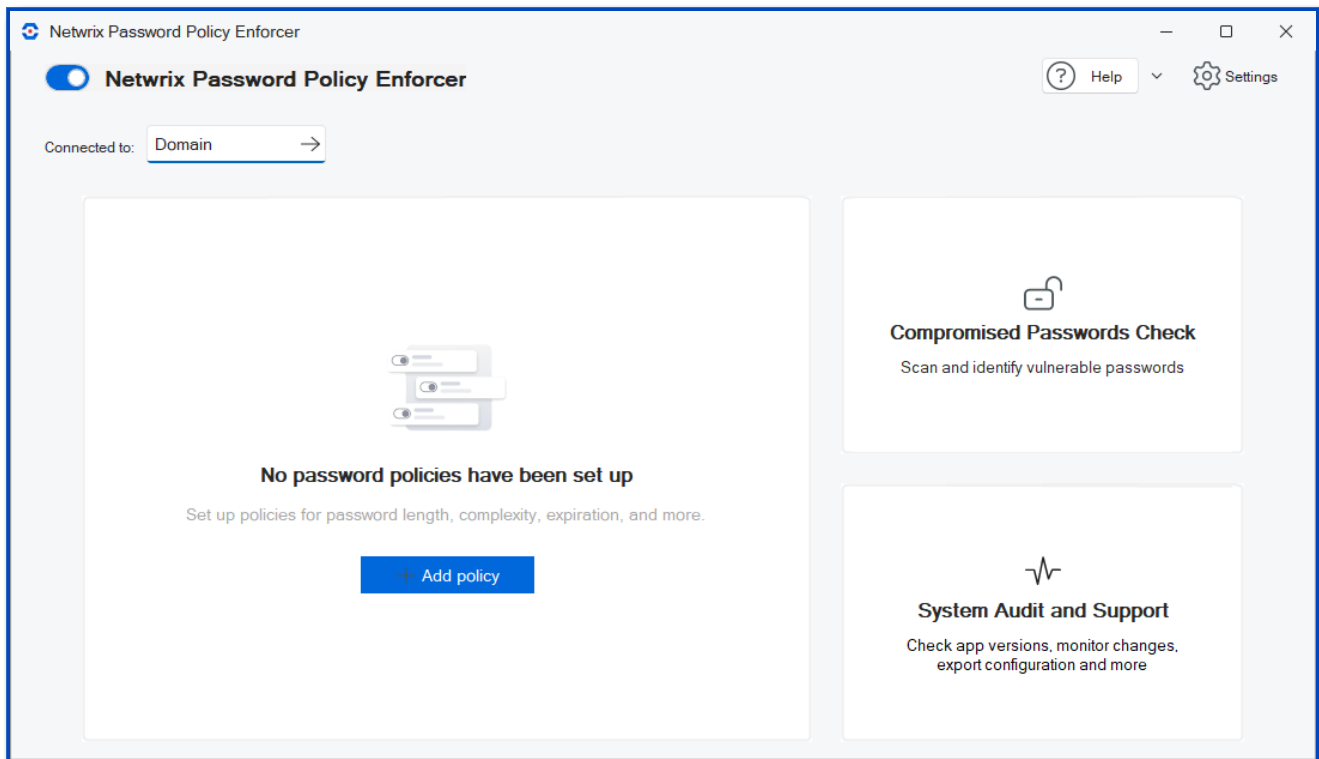 Netwrix Password Policy Enforcer
Netwrix Password Policy Enforcer
? Help
Settings
Connected to: Domain
No password policies have been set up
Set up policies for password length, complexity, expiration, and more.
+ Add policy
Compromised Passwords Check
Scan and identify vulnerable passwords
System Audit and Support
Check app versions, monitor changes,
export configuration and more